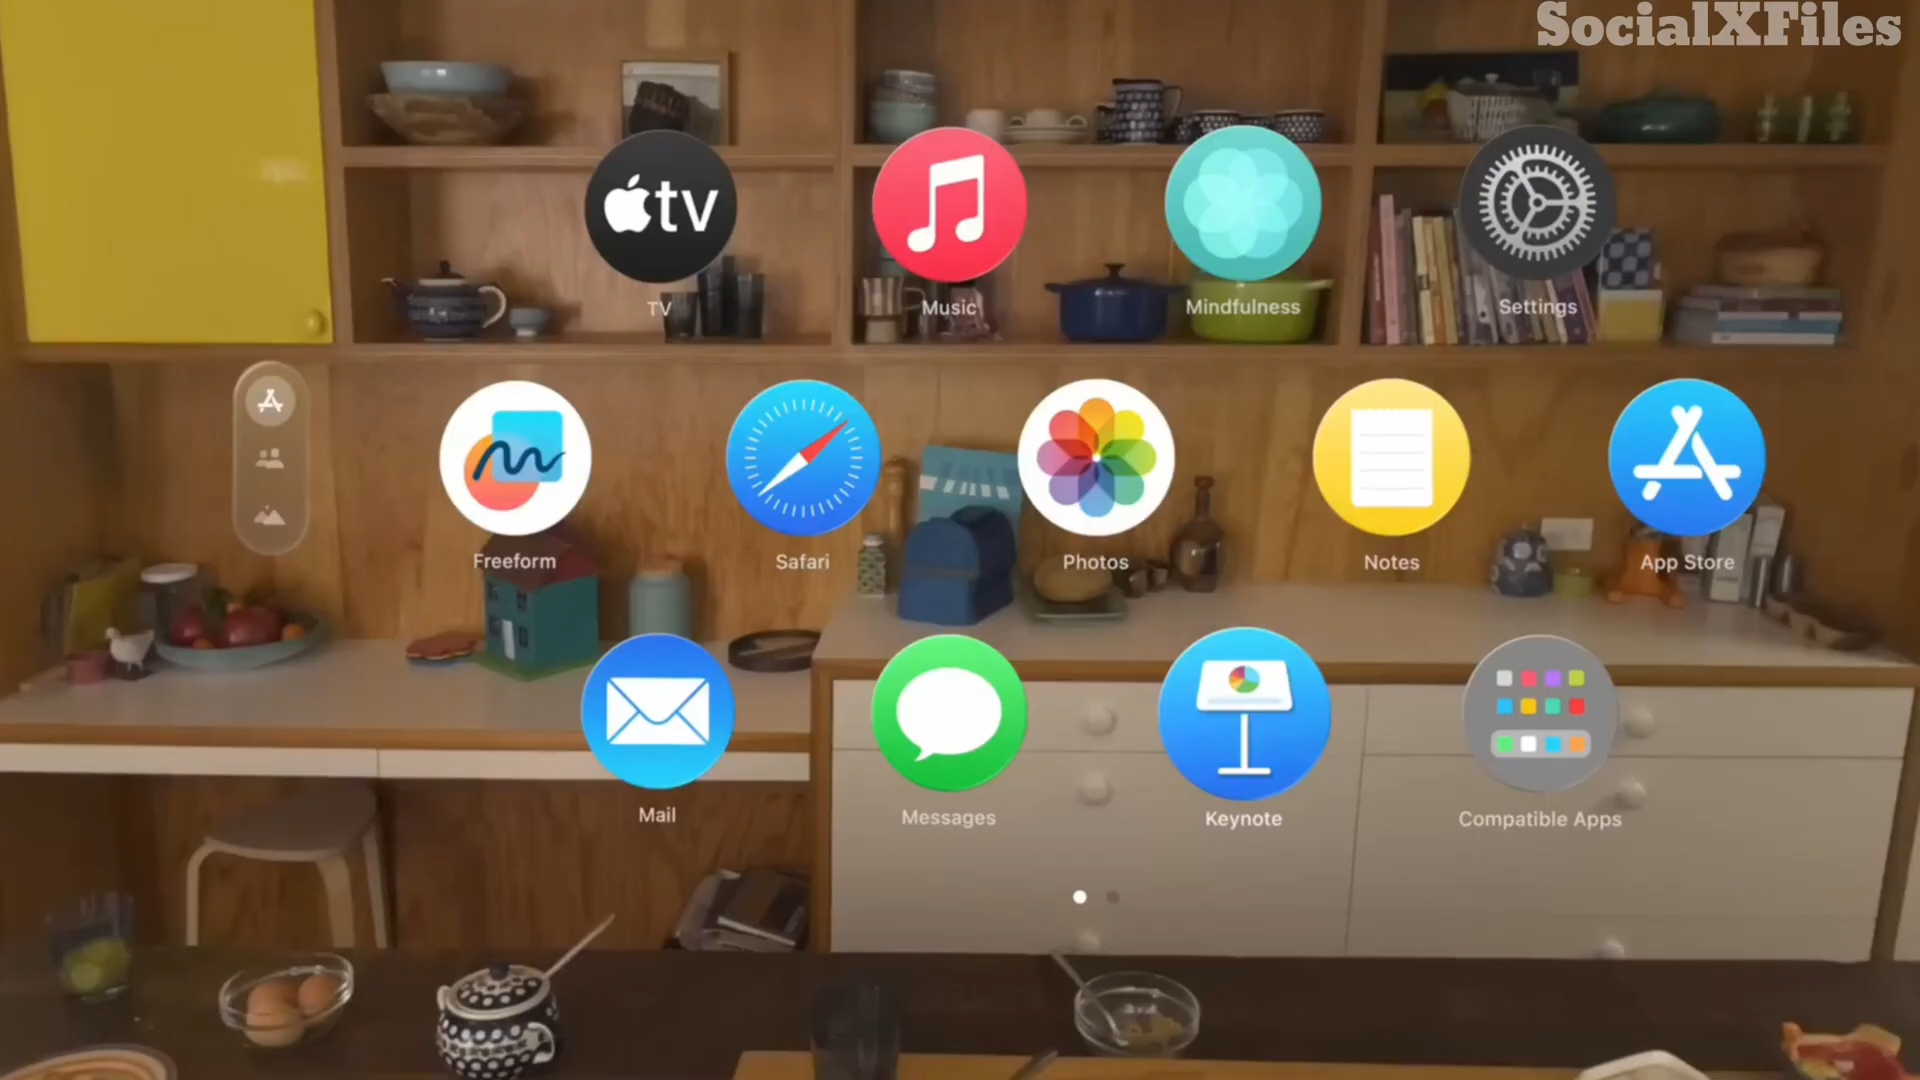 SocialXFiles
tv
TV
Music
Mindfulness
Settings
Freeform
Safari
Photos
Notes
App Store
Mail
Messages
Keynote
Compatible Apps